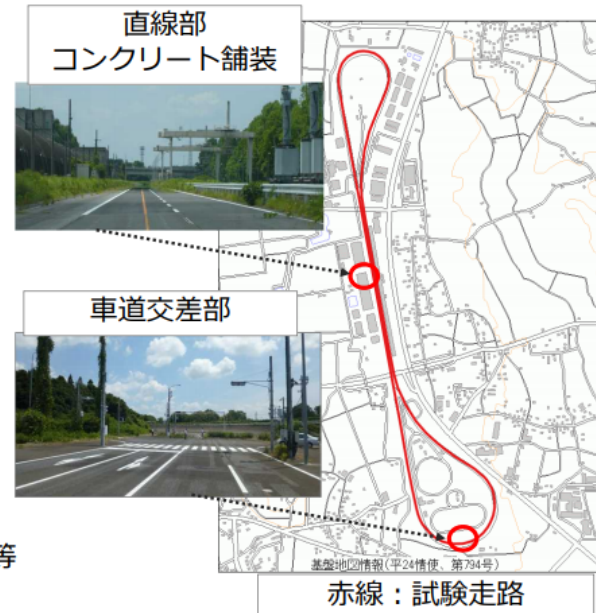 直線部
コンクリート舗装
車道交差部
等
基盤地図情報(平24情使、第794号)
赤線：試験走路